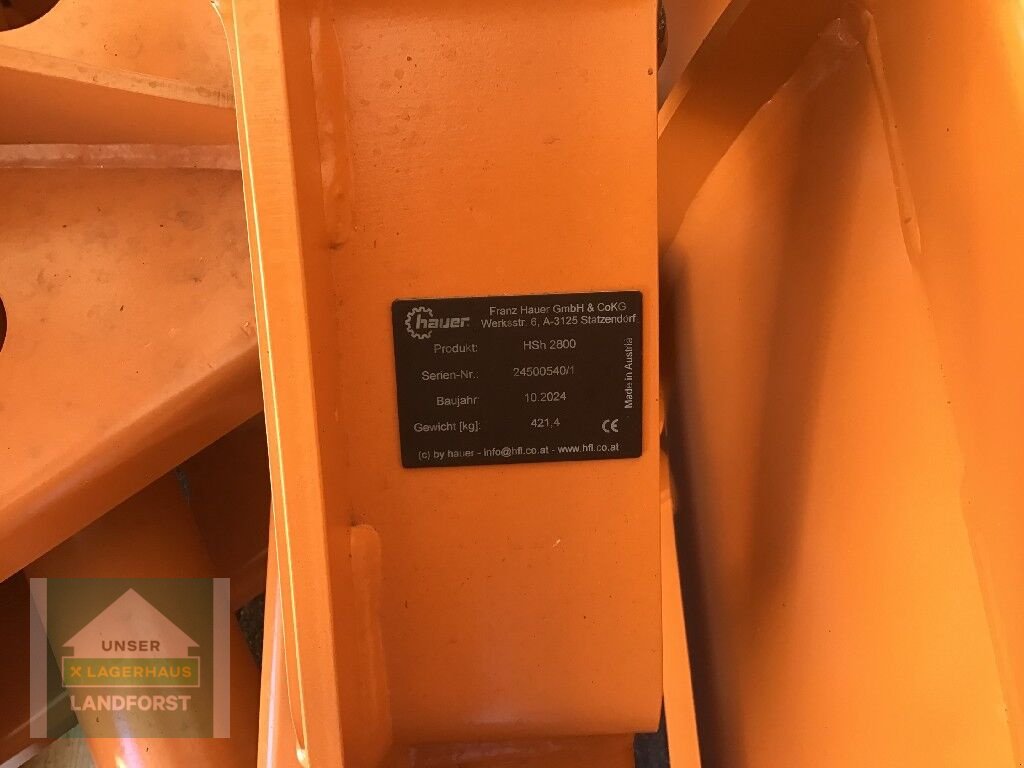 hauer
Franz Hauer GmbH & CoKG
Werksstr. 6, A-3125 Statzendorf
Produkt: HSh 2800
Serien-Nr.: 24500540/1
Baujahr: 10.2024
Gewicht [kg]: 421,4
CE
Made in Austria
(c) by hauer - info@hfl.co.at - www.hfl.co.at
UNSER
X LAGERHAUS
LANDFORST